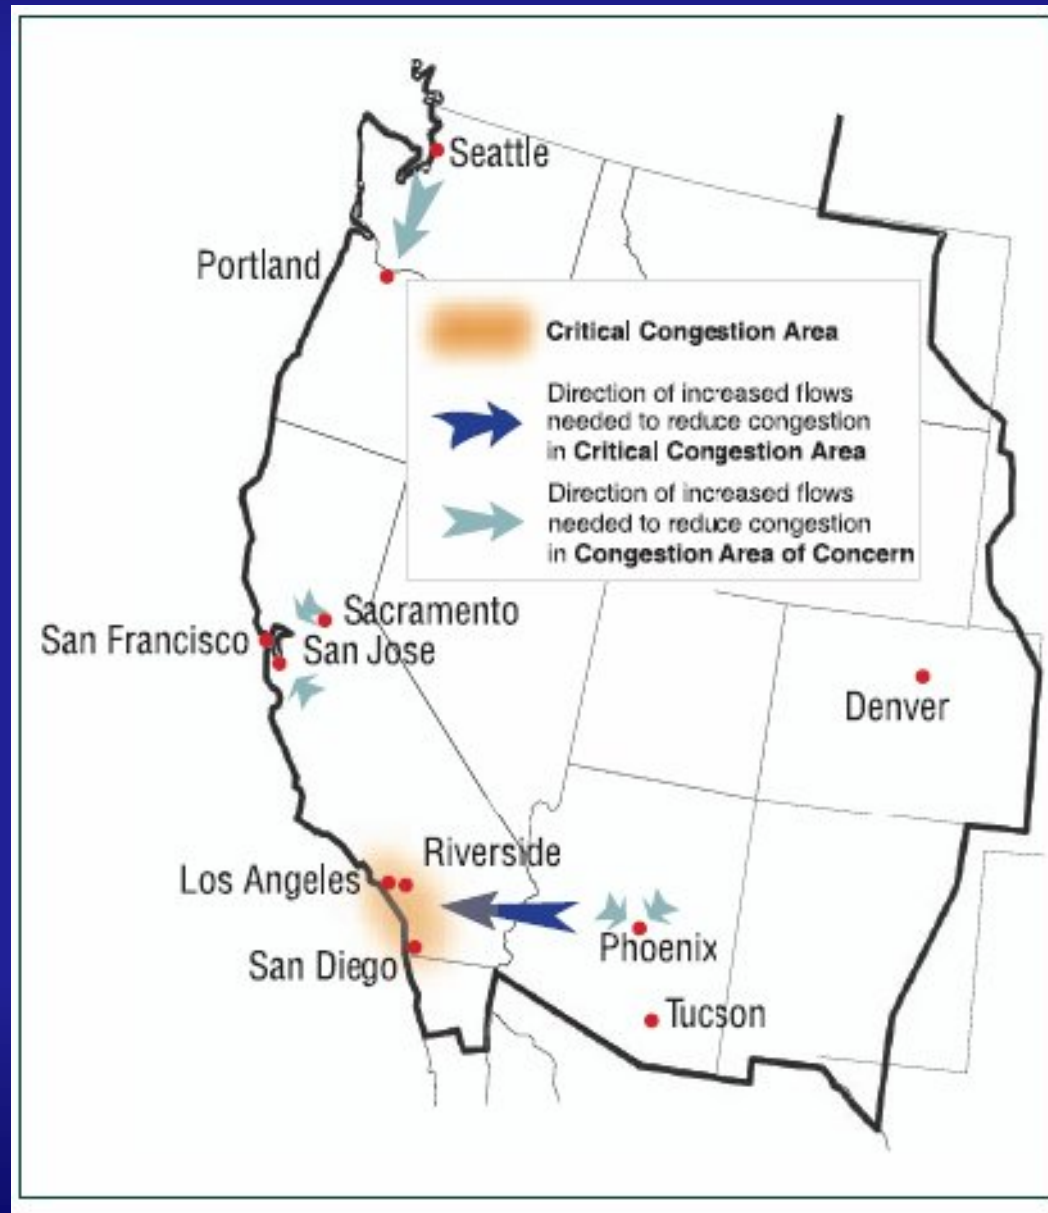 Seattle
Portland
Critical Congestion Area
Direction of increased flows
needed to reduce congestion
in Critical Congestion Area
Direction of increased flows
needed to reduce congestion
in Congestion Area of Concern
Sacramento
San Francisco
San Jose
Denver
Riverside
Los Angeles
Phoenix
San Diego
Tucson